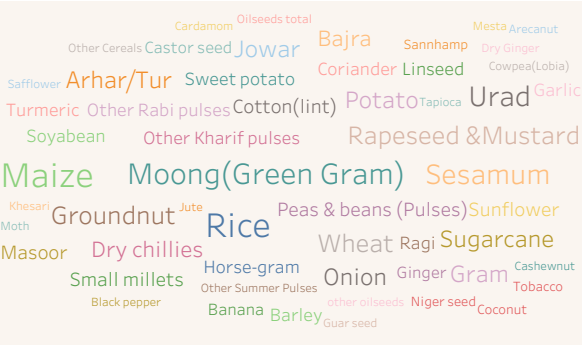 Cardamom Oilseeds total
Mesta Arecanut
Other Cereals Castor seed Jowar Bajra Sannhamp Dry Ginger
Safflower Arhar/Tur Sweet potato Coriander Linseed Cowpea(Lobia)
Turmeric Other Rabi pulses Cotton(lint) Potato Tapioca Urad Garlic
Soyabean Other Kharif pulses Rapeseed &Mustard
Maize Moong(Green Gram) Sesamum
Khesari Groundnut Jute Rice Peas & beans (Pulses) Sunflower
Moth
Masoor Dry chillies Wheat Ragi Sugarcane
Small millets Horse-gram Onion Ginger Gram Cashewnut
Other Summer Pulses Tobacco
Black pepper Banana Barley other oilseeds Niger seed Coconut
Guar seed